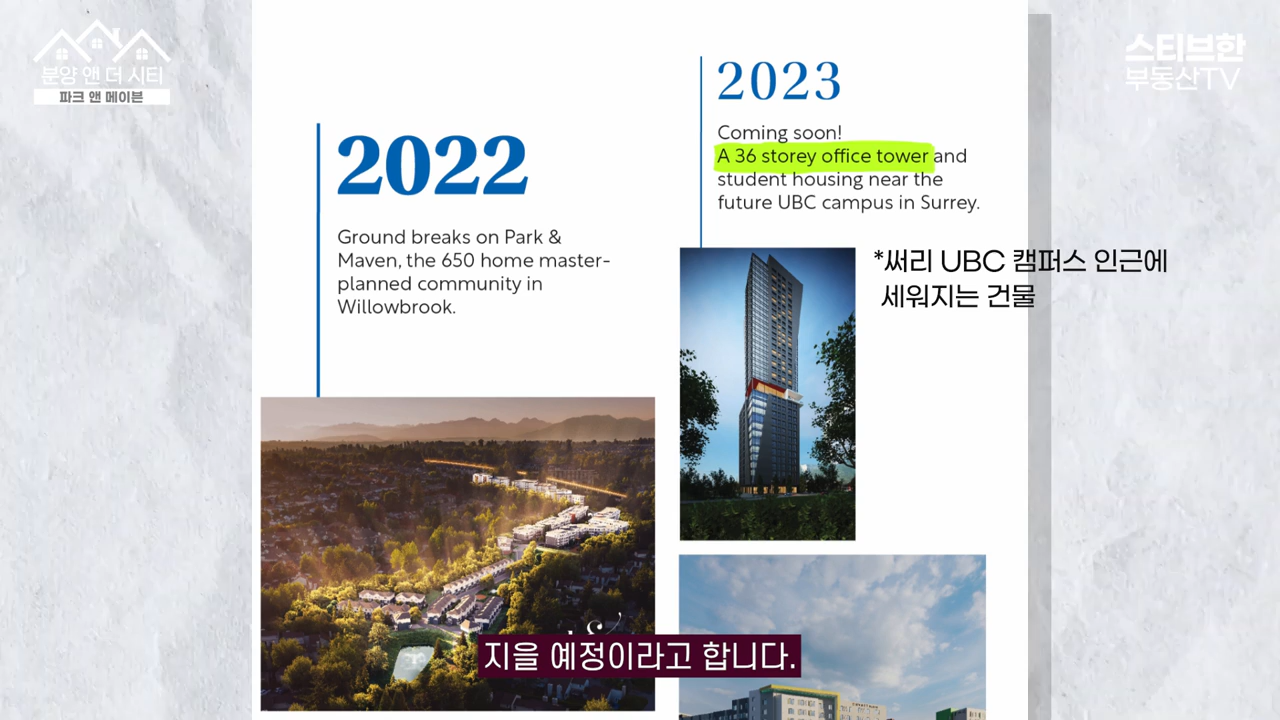 분양 앤 더 시티
파크 앤 메이븐
스티브한
부동산TV
2022
Ground breaks on Park &
Maven, the 650 home master-
planned community in
Willowbrook.
2023
Coming soon!
A 36 storey office tower and
student housing near the
future UBC campus in Surrey.
*써리 UBC 캠퍼스 인근에
세워지는 건물
&
지을 예정이라고 합니다.